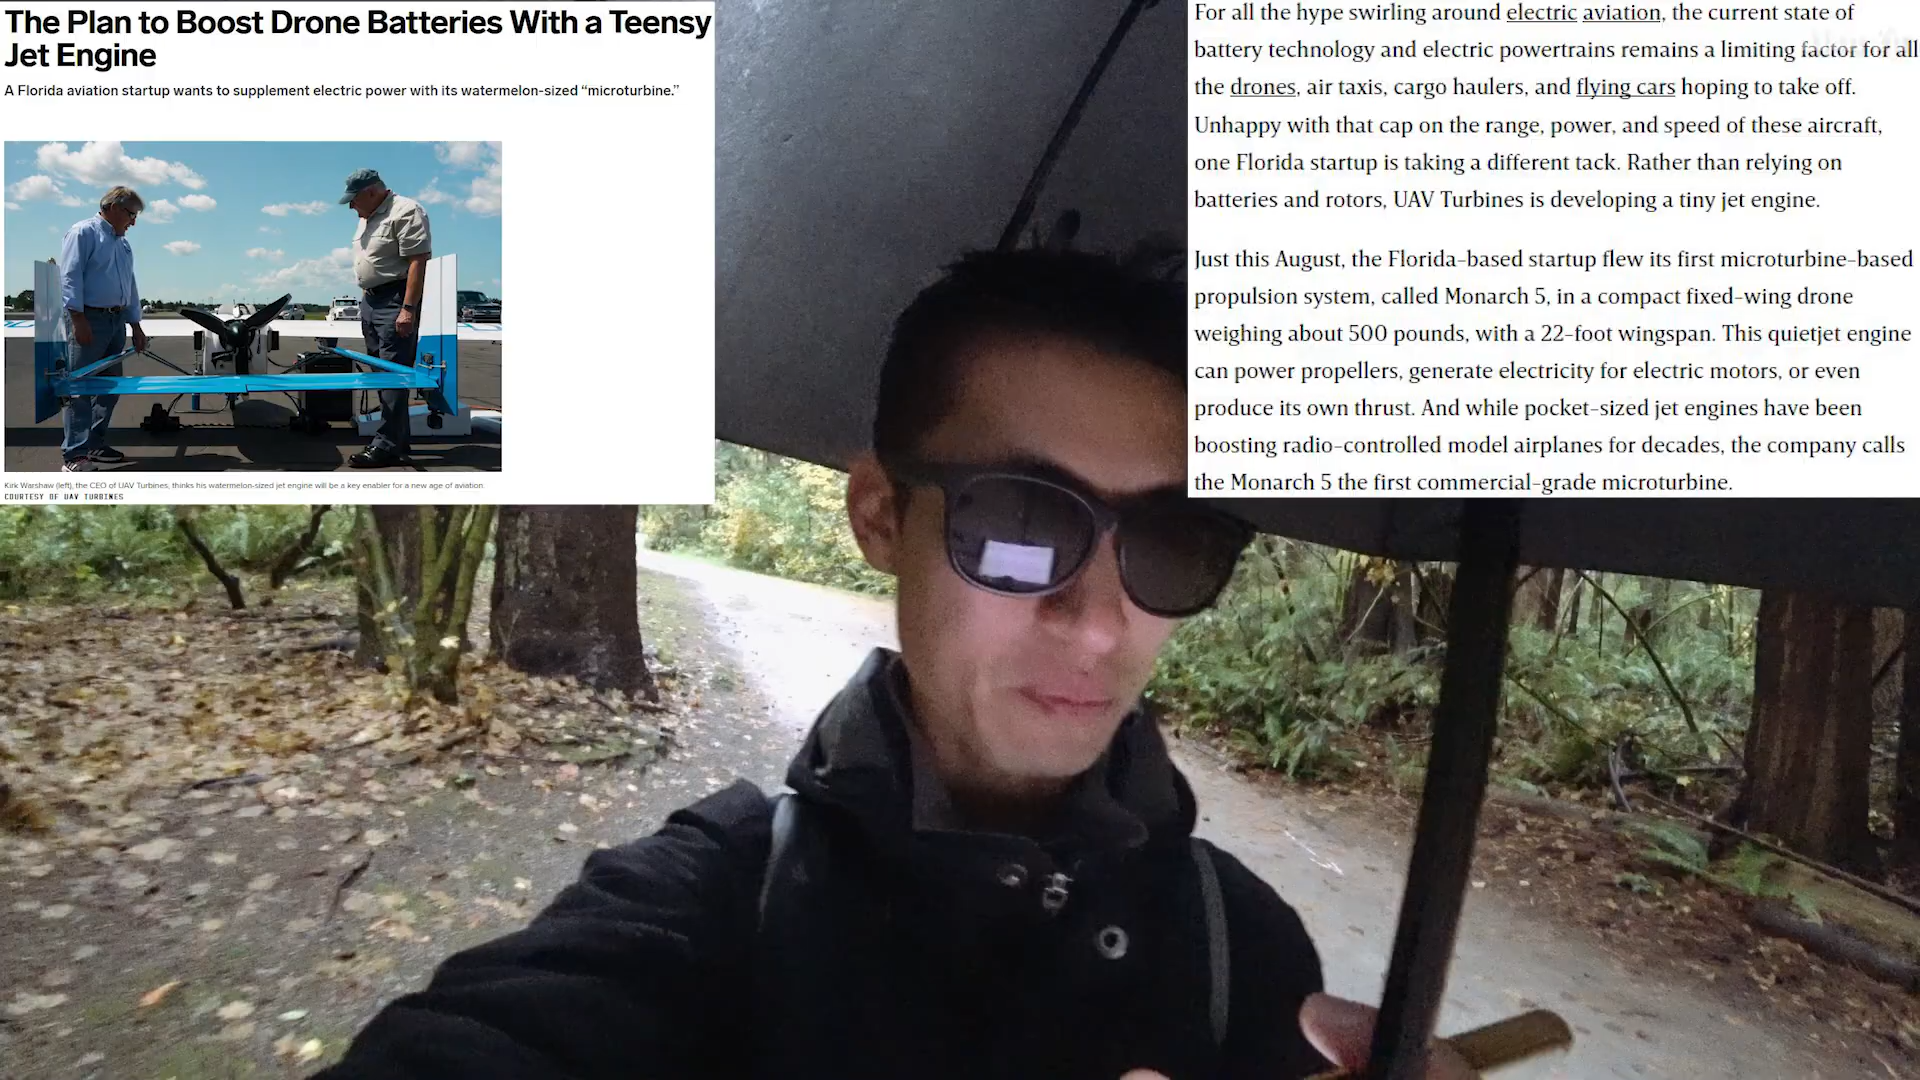 The Plan to Boost Drone Batteries With a Teensy
Jet Engine
A Florida aviation startup wants to supplement electric power with its watermelon-sized “microturbine.”
Kirk Warshaw (left), the CEO of UAV Turbines, thinks his watermelon-sized jet engine will be a key enabler for a new age of aviation.
COURTESY OF UAV TURBINES
For all the hype swirling around electric aviation, the current state of
battery technology and electric powertrains remains a limiting factor for all
the drones, air taxis, cargo haulers, and flying cars hoping to take off.
Unhappy with that cap on the range, power, and speed of these aircraft,
one Florida startup is taking a different tack. Rather than relying on
batteries and rotors, UAV Turbines is developing a tiny jet engine.
Just this August, the Florida-based startup flew its first microturbine-based
propulsion system, called Monarch 5, in a compact fixed-wing drone
weighing about 500 pounds, with a 22-foot wingspan. This quietjet engine
can power propellers, generate electricity for electric motors, or even
produce its own thrust. And while pocket-sized jet engines have been
boosting radio-controlled model airplanes for decades, the company calls
the Monarch 5 the first commercial-grade microturbine.